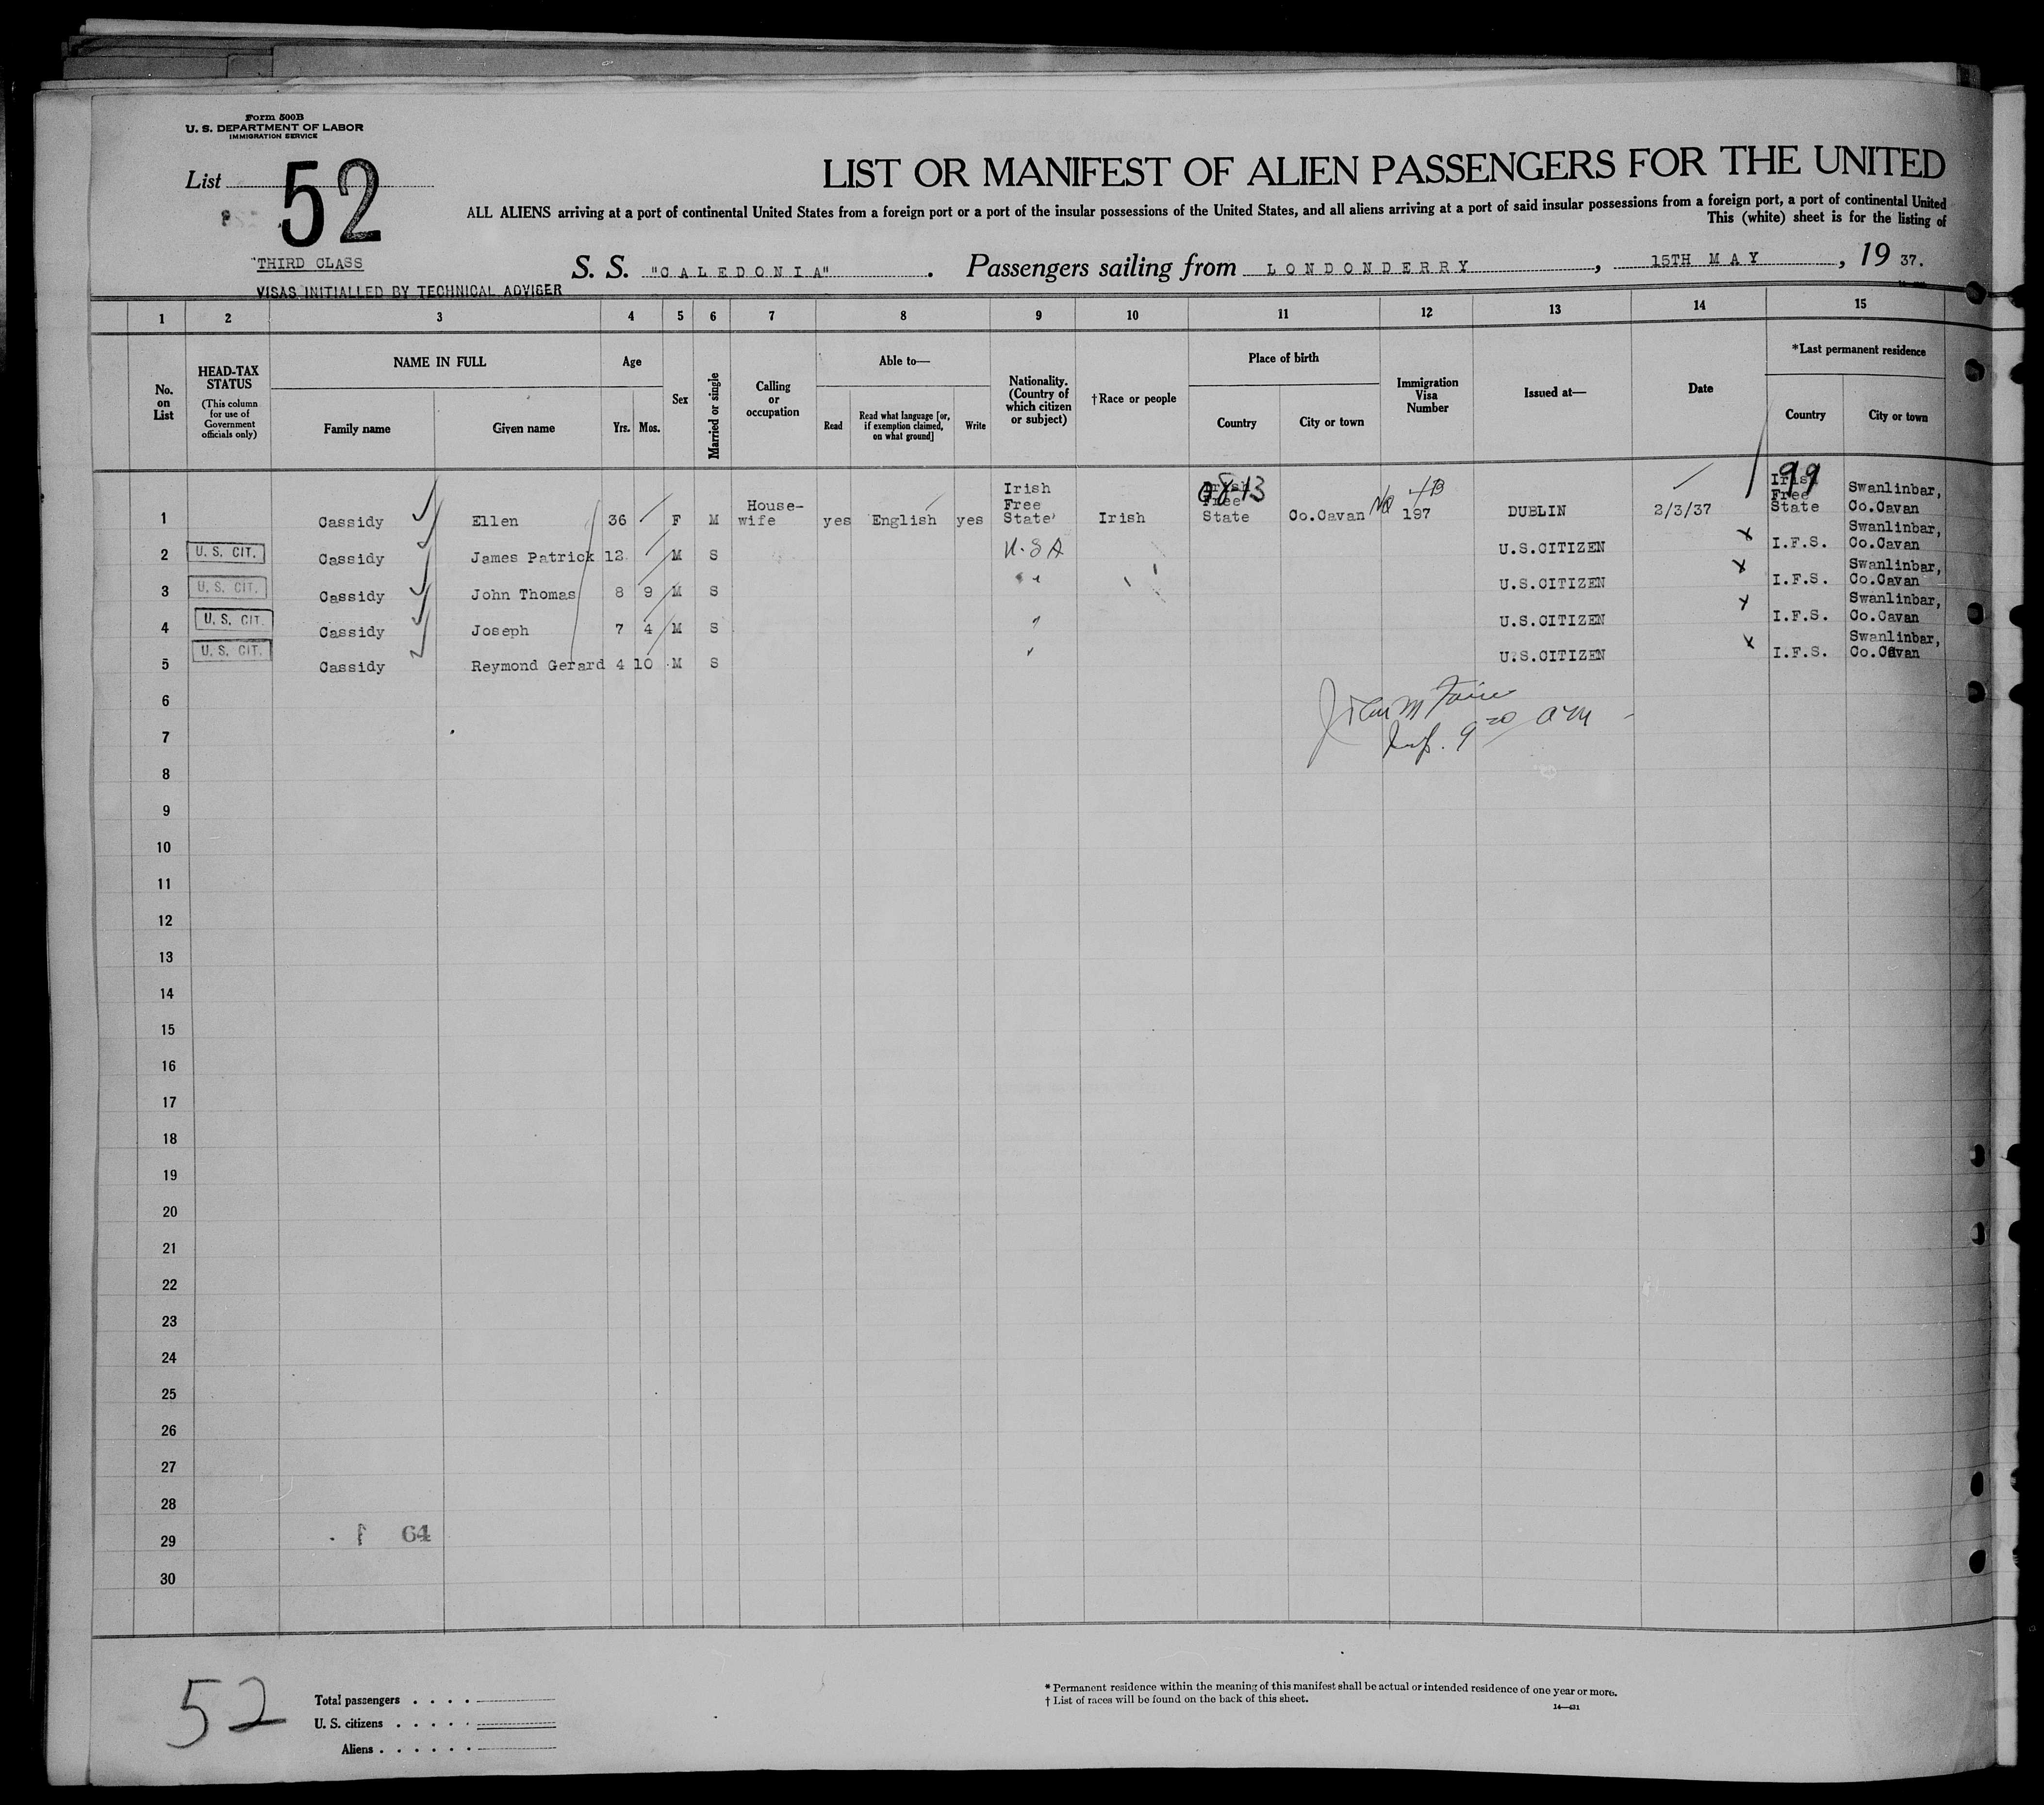 Form 500B
U. S. DEPARTMENT OF LABOR
IMMIGRATION SERVICE
List 52
LIST OR MANIFEST OF ALIEN PASSENGERS FOR THE UNITED
ALL ALIENS arriving at a port of continental United States from a foreign port or a port of the insular possessions of the United States, and all aliens arriving at a port of said insular possessions from a foreign port, a port of continental United
This (white) sheet is for the listing of
THIRD CLASS
S. S. "CALEDONIA". Passengers sailing from LONDONDERRY, 15TH MAY, 19 37.
VISAS INITIALLED BY TECHNICAL ADVISER
1 2 3 4 5 6 7 8 9 10 11 12 13 14 15
No. on List
HEAD-TAX STATUS (This column for use of Government officials only)
NAME IN FULL
Family name Given name
Age
Yrs. Mos.
Sex
Married or single
Calling or occupation
Able to—
Read
Read what language [or, if exemption claimed, on what ground]
Write
Nationality. (Country of which citizen or subject)
†Race or people
Place of birth
Country City or town
Immigration Visa Number
Issued at—
Date
*Last permanent residence
Country City or town
1 Cassidy Ellen 36 F M House-wife yes English yes Irish Free State Irish Irish Free State 08-13 Co.Cavan NQ 4B 197 DUBLIN 2/3/37 Irish Free State 99 Swanlinbar, Co.Cavan
2 U. S. CIT. Cassidy James Patrick 12 M S U.S.A U.S.CITIZEN x I.F.S. Swanlinbar, Co.Cavan
3 U. S. CIT. Cassidy John Thomas 8 9 M S " U.S.CITIZEN x I.F.S. Swanlinbar, Co.Cavan
4 U. S. CIT. Cassidy Joseph 7 4 M S " U.S.CITIZEN x I.F.S. Swanlinbar, Co.Cavan
5 U. S. CIT. Cassidy Reymond Gerard 4 10 M S " U.S.CITIZEN x I.F.S. Swanlinbar, Co.Cavan
6
7 9 20 am
8
9
10
11
12
13
14
15
16
17
18
19
20
21
22
23
24
25
26
27
28
29 64
30
52
Total passengers . . . .
U. S. citizens . . . . .
Aliens . . . . . .
* Permanent residence within the meaning of this manifest shall be actual or intended residence of one year or more.
† List of races will be found on the back of this sheet.
14—431